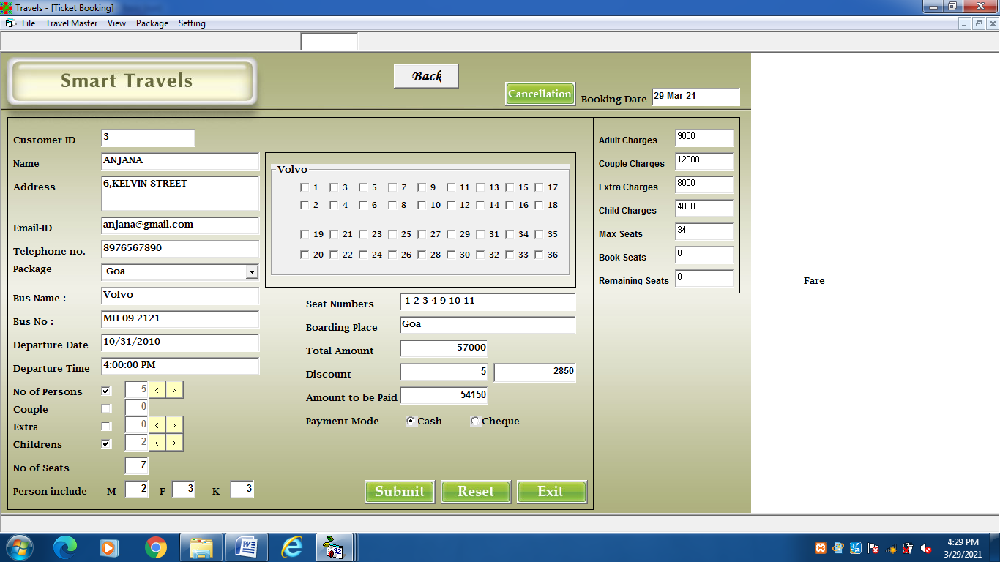 Travels - [Ticket Booking]
File Travel Master View Package Setting
Smart Travels
Back
Cancellation
Booking Date 29-Mar-21
Customer ID 3
Name ANJANA
Address 6,KELVIN STREET
Email-ID anjana@gmail.com
Telephone no. 8976567890
Package Goa
Bus Name : Volvo
Bus No : MH 09 2121
Departure Date 10/31/2010
Departure Time 4:00:00 PM
No of Persons 5 < >
Couple 0
Extra 0 < >
Childrens 2 < >
No of Seats 7
Person include M 2 F 3 K 3
Volvo
1 3 5 7 9 11 13 15 17
2 4 6 8 10 12 14 16 18
19 21 23 25 27 29 31 34 35
20 22 24 26 28 30 32 33 36
Seat Numbers 1 2 3 4 9 10 11
Boarding Place Goa
Total Amount 57000
Discount 5 2850
Amount to be Paid 54150
Payment Mode Cash Cheque
Submit Reset Exit
Adult Charges 9000
Couple Charges 12000
Extra Charges 8000
Child Charges 4000
Max Seats 34
Book Seats 0
Remaining Seats 0
Fare
4:29 PM
3/29/2021